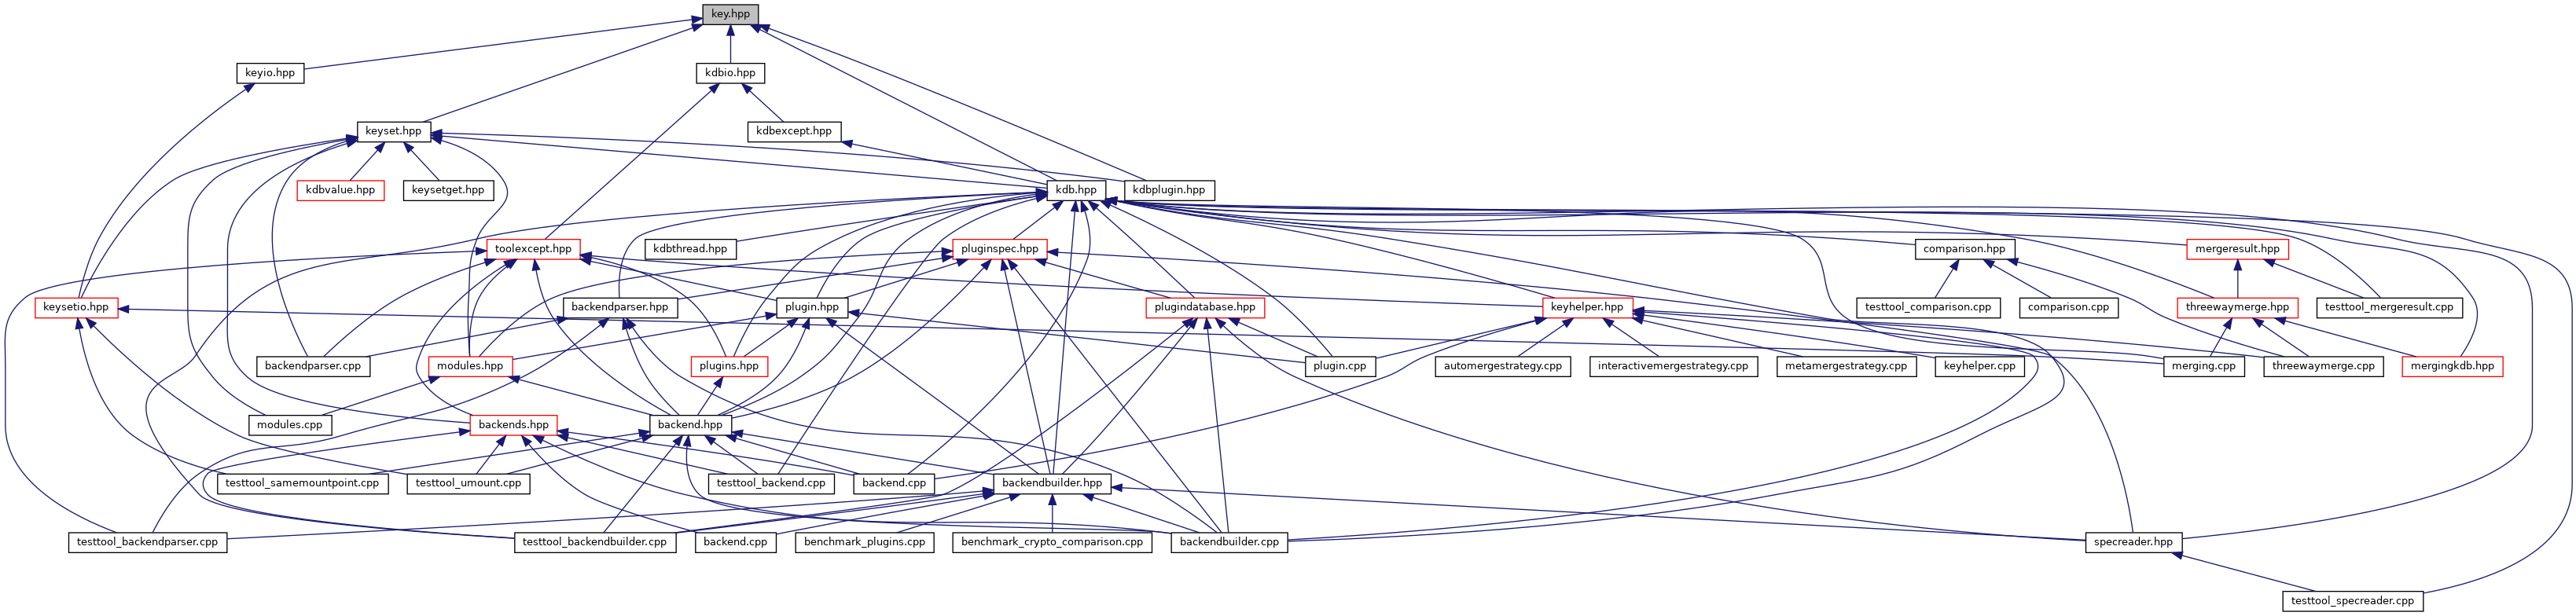 key.hpp
keyio.hpp
kdbio.hpp
keyset.hpp
kdbexcept.hpp
kdbvalue.hpp
keysetget.hpp
kdb.hpp
kdbplugin.hpp
toolexcept.hpp
kdbthread.hpp
pluginspec.hpp
comparison.hpp
mergeresult.hpp
keysetio.hpp
backendparser.hpp
plugin.hpp
plugindatabase.hpp
keyhelper.hpp
testtool_comparison.cpp
comparison.cpp
threewaymerge.hpp
testtool_mergeresult.cpp
backendparser.cpp
modules.hpp
plugins.hpp
plugin.cpp
automergestrategy.cpp
interactivemergestrategy.cpp
metamergestrategy.cpp
keyhelper.cpp
merging.cpp
threewaymerge.cpp
mergingkdb.hpp
modules.cpp
backends.hpp
backend.hpp
testtool_samemountpoint.cpp
testtool_umount.cpp
testtool_backend.cpp
backend.cpp
backendbuilder.hpp
testtool_backendparser.cpp
testtool_backendbuilder.cpp
backend.cpp
benchmark_plugins.cpp
benchmark_crypto_comparison.cpp
backendbuilder.cpp
specreader.hpp
testtool_specreader.cpp